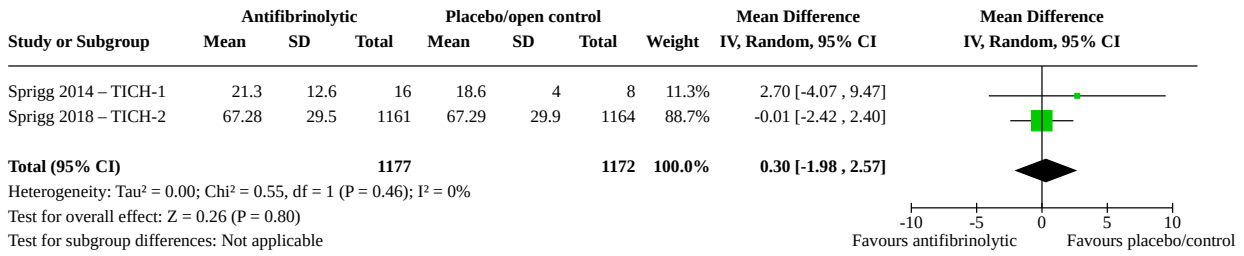 Antifibrinolytic Placebo/open control Mean Difference Mean Difference
Study or Subgroup Mean SD Total Mean SD Total Weight IV, Random, 95% CI IV, Random, 95% CI
Sprigg 2014 – TICH-1 21.3 12.6 16 18.6 4 8 11.3% 2.70 [-4.07 , 9.47]
Sprigg 2018 – TICH-2 67.28 29.5 1161 67.29 29.9 1164 88.7% -0.01 [-2.42 , 2.40]
Total (95% CI) 1177 1172 100.0% 0.30 [-1.98 , 2.57]
Heterogeneity: Tau² = 0.00; Chi² = 0.55, df = 1 (P = 0.46); I² = 0%
Test for overall effect: Z = 0.26 (P = 0.80)
-10 -5 0 5 10
Test for subgroup differences: Not applicable
Favours antifibrinolytic Favours placebo/control